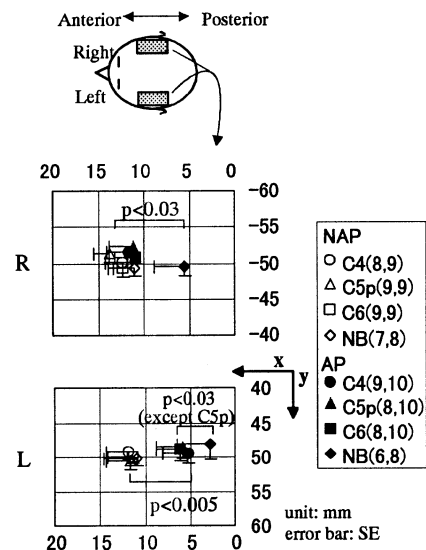 Anterior Posterior
Right
Left
20 15 10 5 0
-60
p<0.03
-55
R
-50
-45
-40
NAP
○ C4(8,9)
△ C5p(9,9)
□ C6(9,9)
◇ NB(7,8)
AP
● C4(9,10)
▲ C5p(8,10)
■ C6(8,10)
◆ NB(6,8)
x
y
40
p<0.03
(except C5p)
45
L
50
55
p<0.005
60
20 15 10 5 0
unit: mm
error bar: SE